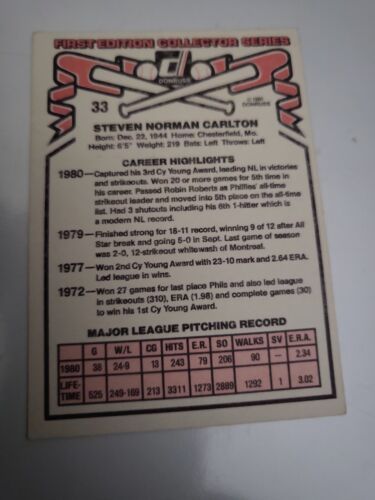 FIRST EDITION COLLECTOR SERIES
DONRUSS
33
© 1981 DONRUSS
STEVEN NORMAN CARLTON
Born: Dec. 22, 1944 Home: Chesterfield, Mo.
Height: 6'5" Weight: 219 Bats: Left Throws: Left
CAREER HIGHLIGHTS
1980—Captured his 3rd Cy Young Award, leading NL in victories
and strikeouts. Won 20 or more games for 5th time in
his career. Passed Robin Roberts as Phillies' all-time
strikeout leader and moved into 5th place on the all-time
list. Had 3 shutouts including his 6th 1-hitter which is
a modern NL record.
1979—Finished strong for 18-11 record, winning 9 of 12 after All
Star break and going 5-0 in Sept. Last game of season
was 2-0, 12-strikeout whitewash of Montreal.
1977—Won 2nd Cy Young Award with 23-10 mark and 2.64 ERA.
Led league in wins.
1972—Won 27 games for last place Phils and also led league
in strikeouts (310), ERA (1.98) and complete games (30)
to win his 1st Cy Young Award.
MAJOR LEAGUE PITCHING RECORD
G W/L CG HITS E.R. SO WALKS SV E.R.A.
1980 38 24-9 13 243 79 206 90 — 2.34
LIFE-
TIME 525 249-169 213 3311 1273 2889 1292 1 3.02